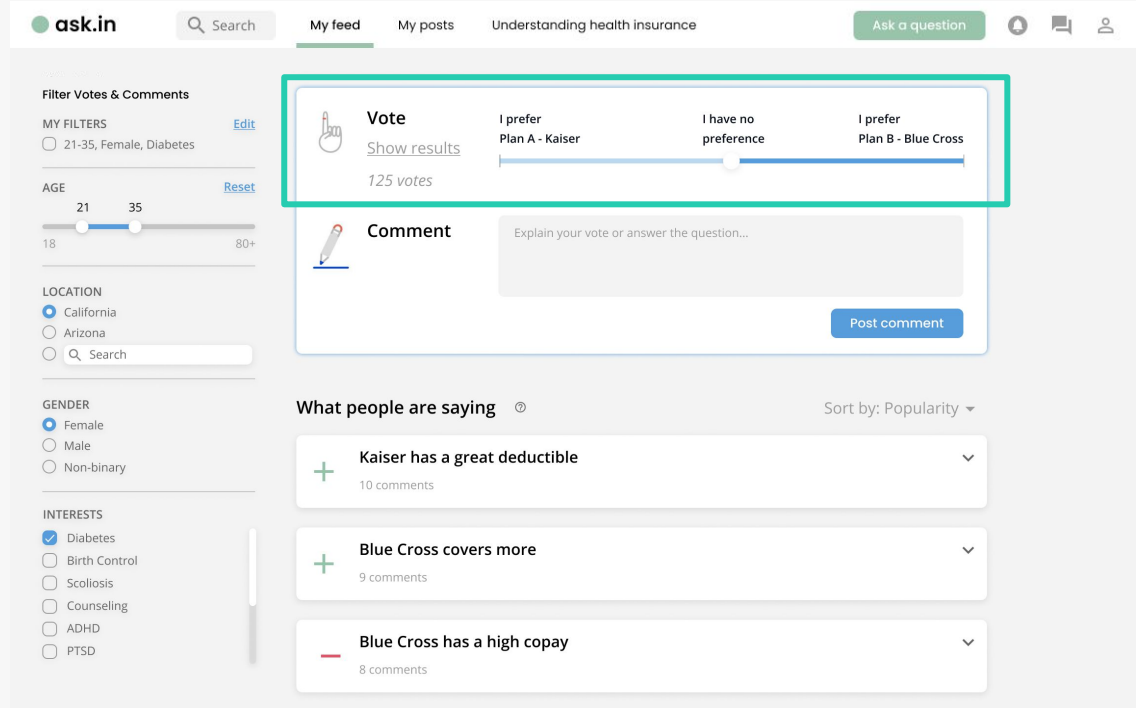 ask.in
Search
My feed
My posts
Understanding health insurance
Ask a question
Filter Votes & Comments
MY FILTERS
Edit
21-35, Female, Diabetes
AGE
Reset
21
35
18
80+
LOCATION
California
Arizona
Search
GENDER
Female
Male
Non-binary
INTERESTS
Diabetes
Birth Control
Scoliosis
Counseling
ADHD
PTSD
Vote
Show results
125 votes
I prefer
Plan A - Kaiser
I have no
preference
I prefer
Plan B - Blue Cross
Comment
Explain your vote or answer the question...
Post comment
What people are saying ?
Sort by: Popularity
Kaiser has a great deductible
10 comments
Blue Cross covers more
9 comments
Blue Cross has a high copay
8 comments